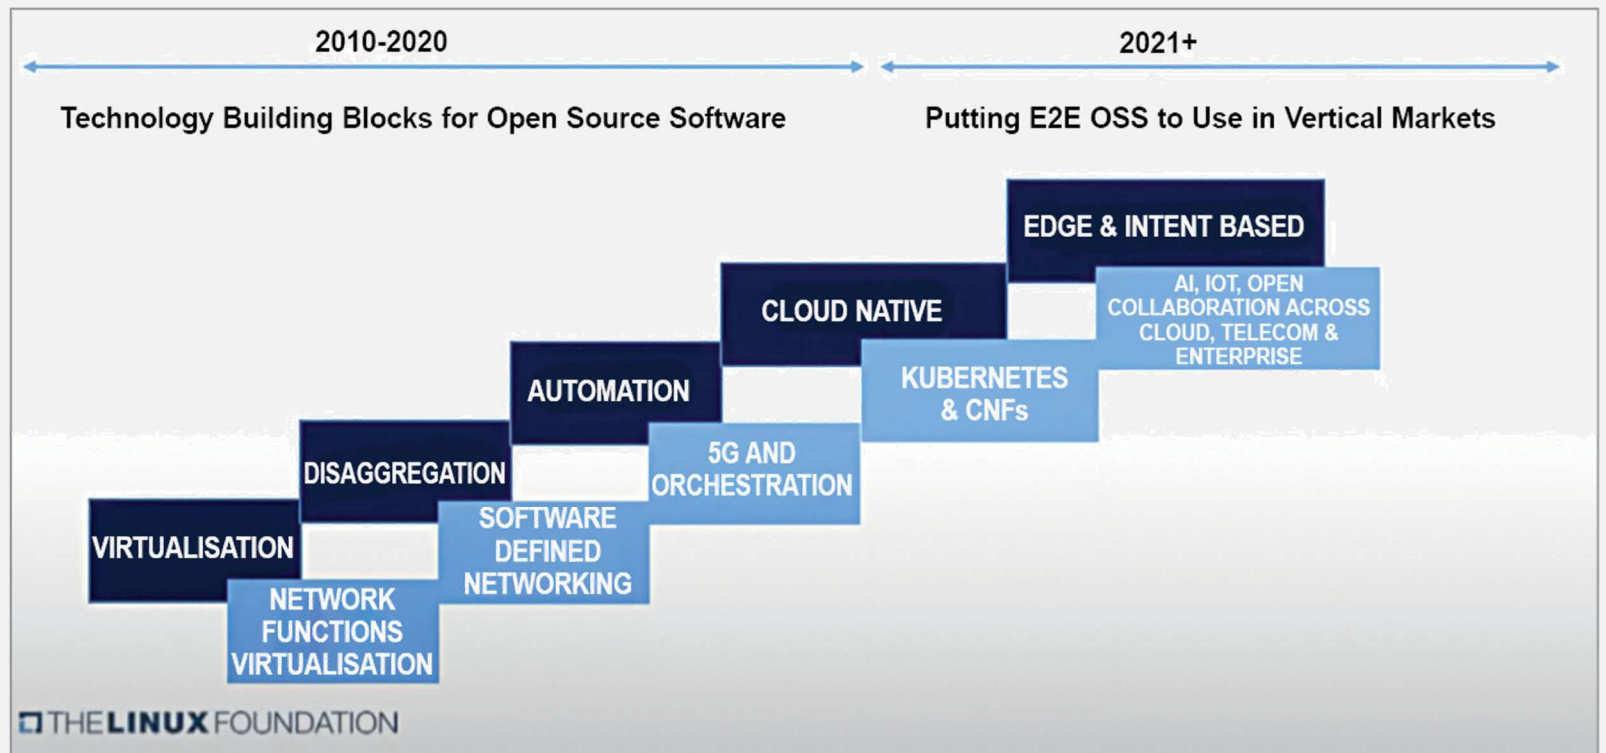 2010-2020
2021+
Technology Building Blocks for Open Source Software
Putting E2E OSS to Use in Vertical Markets
EDGE & INTENT BASED
AI, IOT, OPEN
COLLABORATION ACROSS
CLOUD, TELECOM &
ENTERPRISE
CLOUD NATIVE
KUBERNETES
& CNFs
AUTOMATION
5G AND
ORCHESTRATION
DISAGGREGATION
SOFTWARE
DEFINED
NETWORKING
VIRTUALISATION
NETWORK
FUNCTIONS
VIRTUALISATION
THE LINUX FOUNDATION